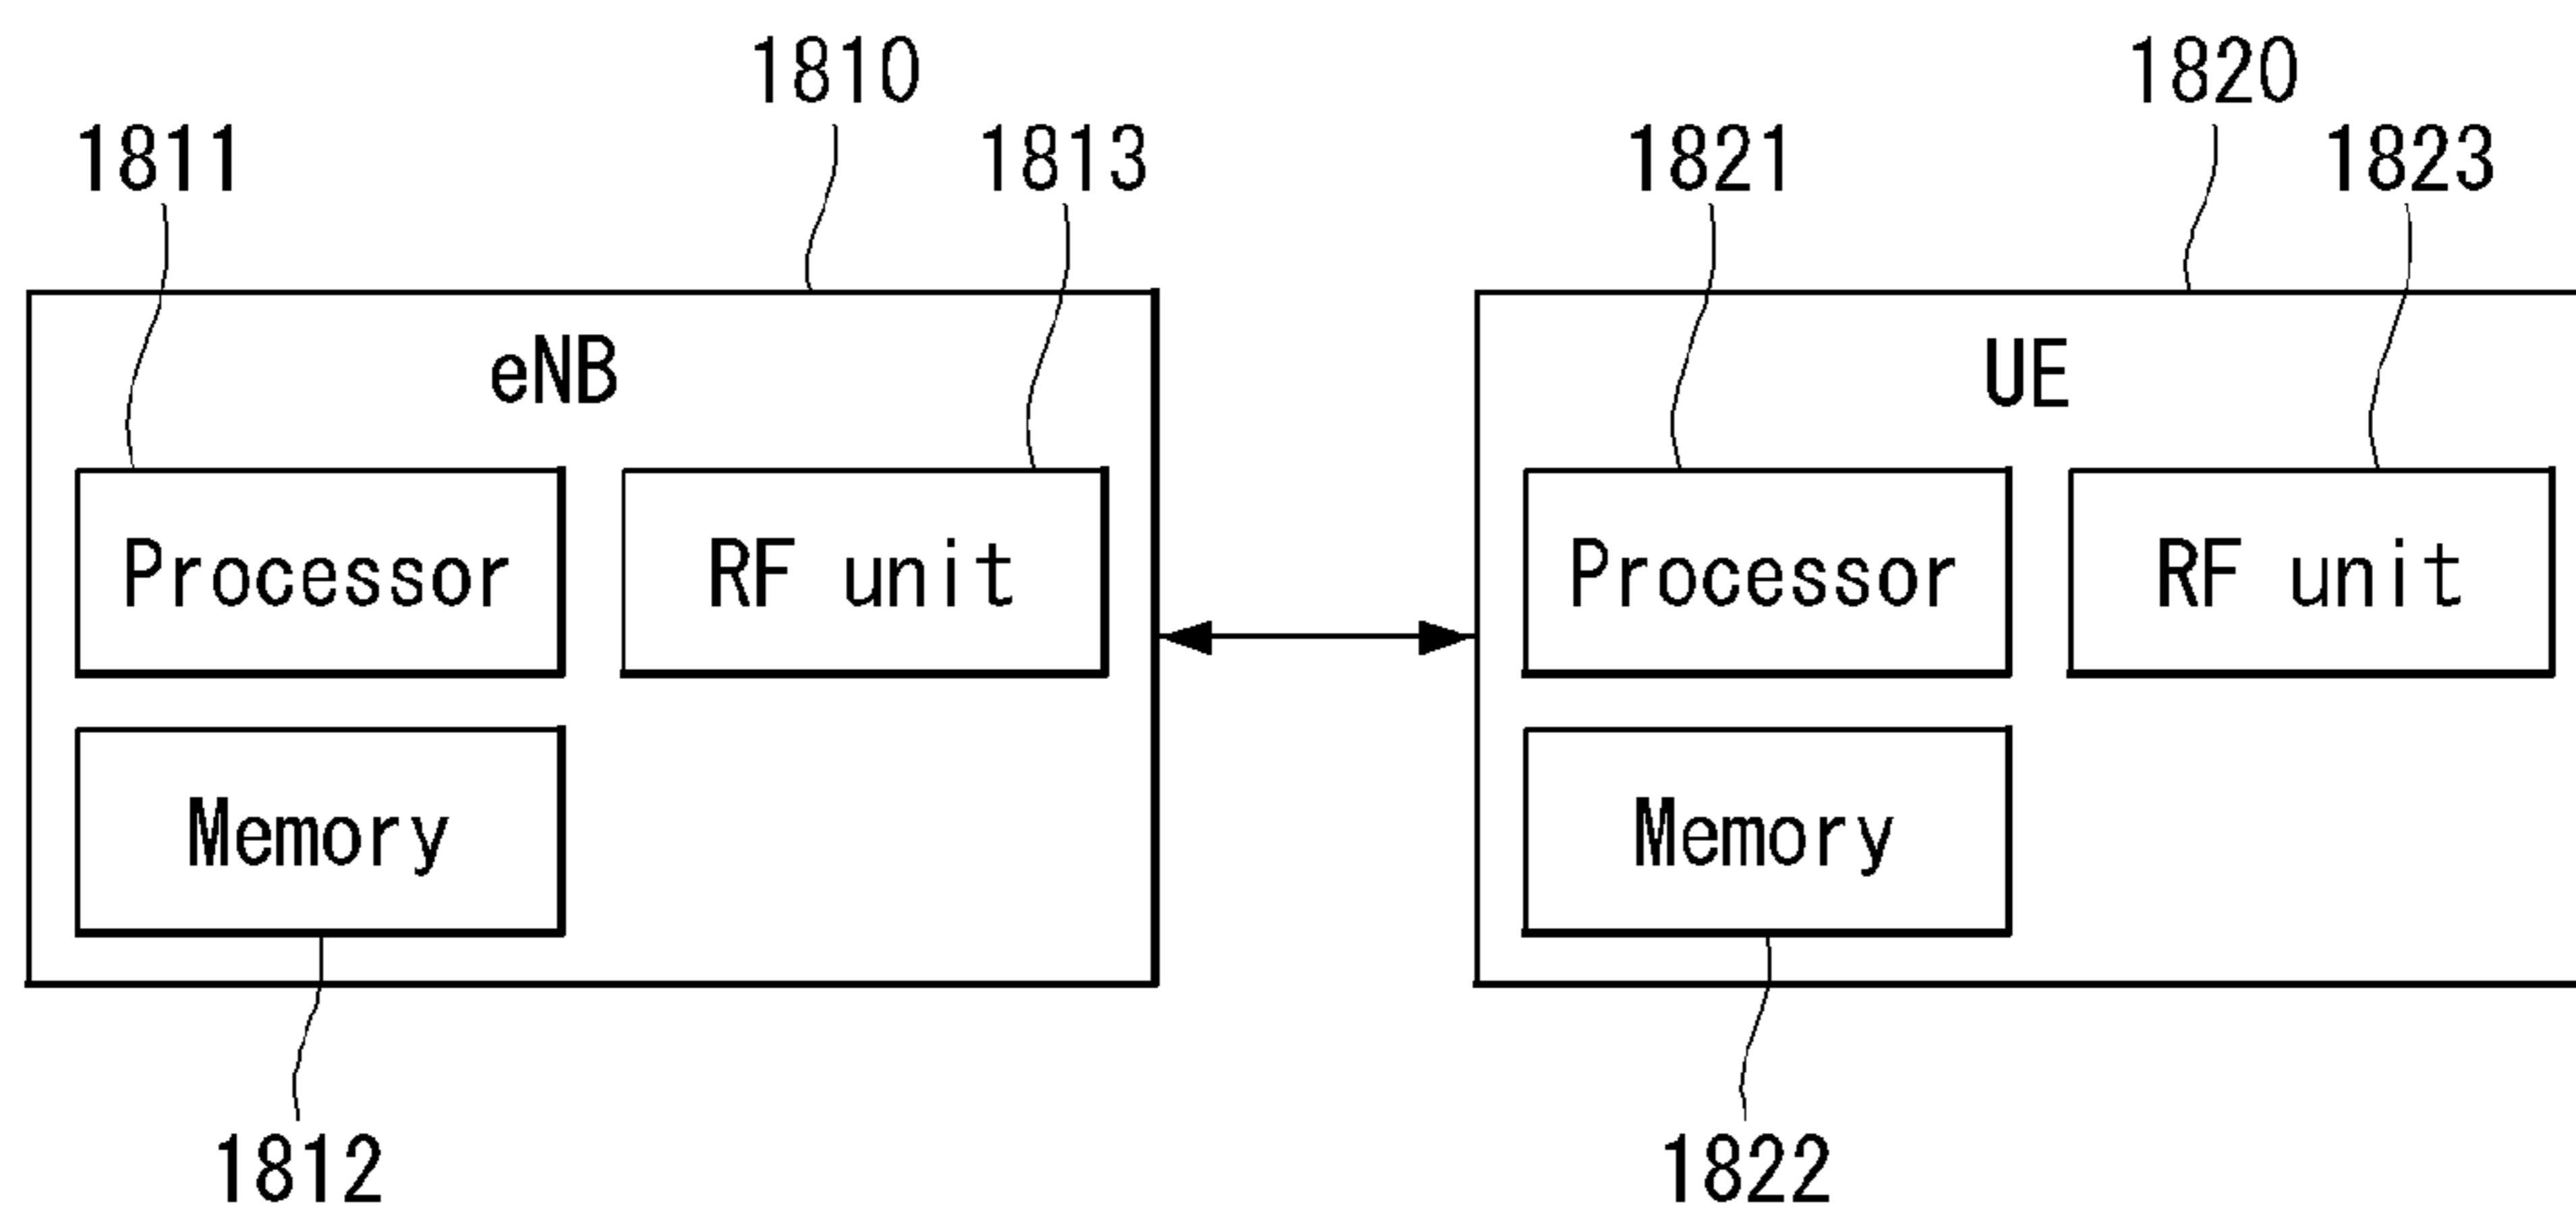 1810
1820
1811
1813
1821
1823
eNB
UE
Processor
RF unit
Processor
RF unit
Memory
Memory
1812
1822